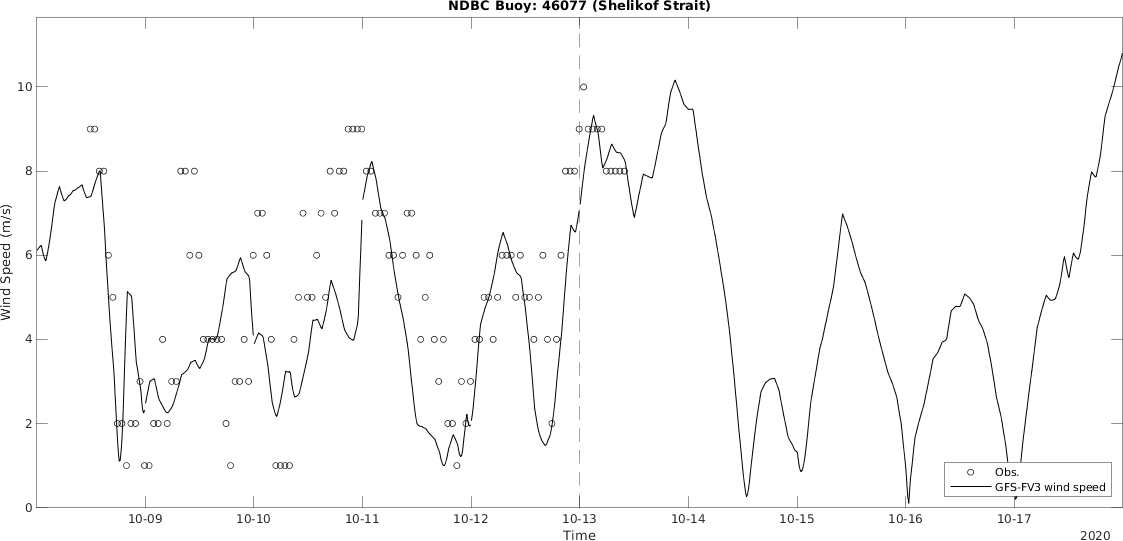 NDBC Buoy: 46077 (Shelikof Strait)
Wind Speed (m/s)
10
8
6
4
2
0
Obs.
GFS-FV3 wind speed
10-09 10-10 10-11 10-12 10-13 10-14 10-15 10-16 10-17
Time
2020